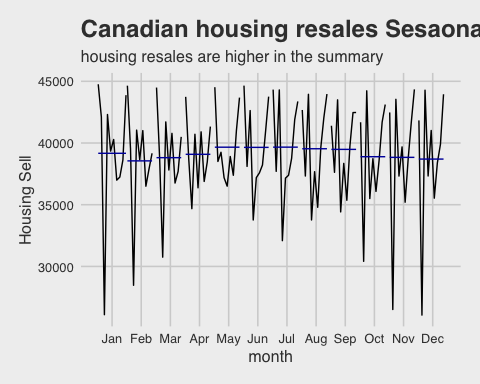 Canadian housing resales Sesaona
housing resales are higher in the summary
45000
40000
35000
30000
Housing Sell
Jan Feb Mar Apr May Jun Jul Aug Sep Oct Nov Dec
month